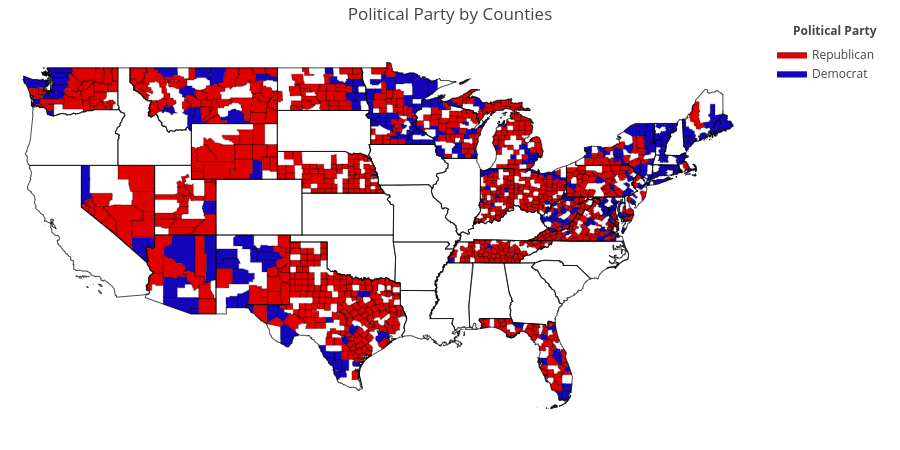 Political Party by Counties
Political Party
Republican
Democrat